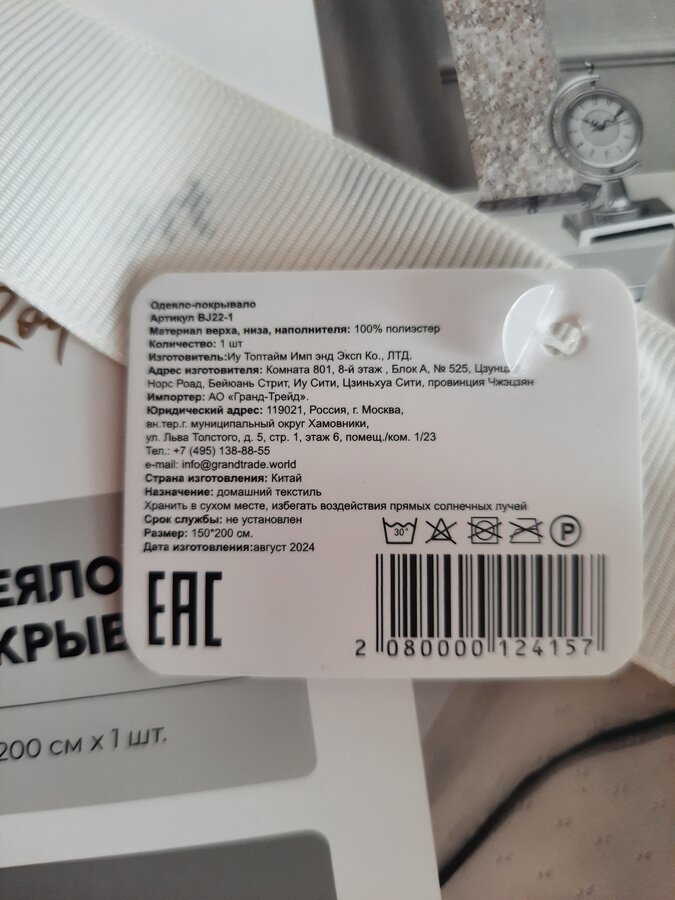 Одеяло-покрывало
Артикул BJ22-1
Материал верха, низа, наполнителя: 100% полиэстер
Количество: 1 шт
Изготовитель:Иу Топтайм Имп энд Эксп Ко., ЛТД.
Адрес изготовителя: Комната 801, 8-й этаж , Блок А, № 525,
Норс Роад, Бейюань Стрит, Иу Сити, Цзиньхуа Сити, провинция Чжэцзян
Импортер: АО «Гранд-Трейд».
Юридический адрес: 119021, Россия, г. Москва,
вн.тер.г. муниципальный округ Хамовники,
ул. Льва Толстого, д. 5, стр. 1, этаж 6, помещ./ком. 1/23
Тел.: +7 (495) 138-88-55
e-mail: info@grandtrade.world
Страна изготовления: Китай
Назначение: домашний текстиль
Хранить в сухом месте, избегать воздействия прямых солнечных лучей
Срок службы: не установлен
Размер: 150*200 см.
Дата изготовления:август 2024
30°
P
EAC
2 080000 124157
ЕЯЛО
КРЫВ
200 см х 1 шт.